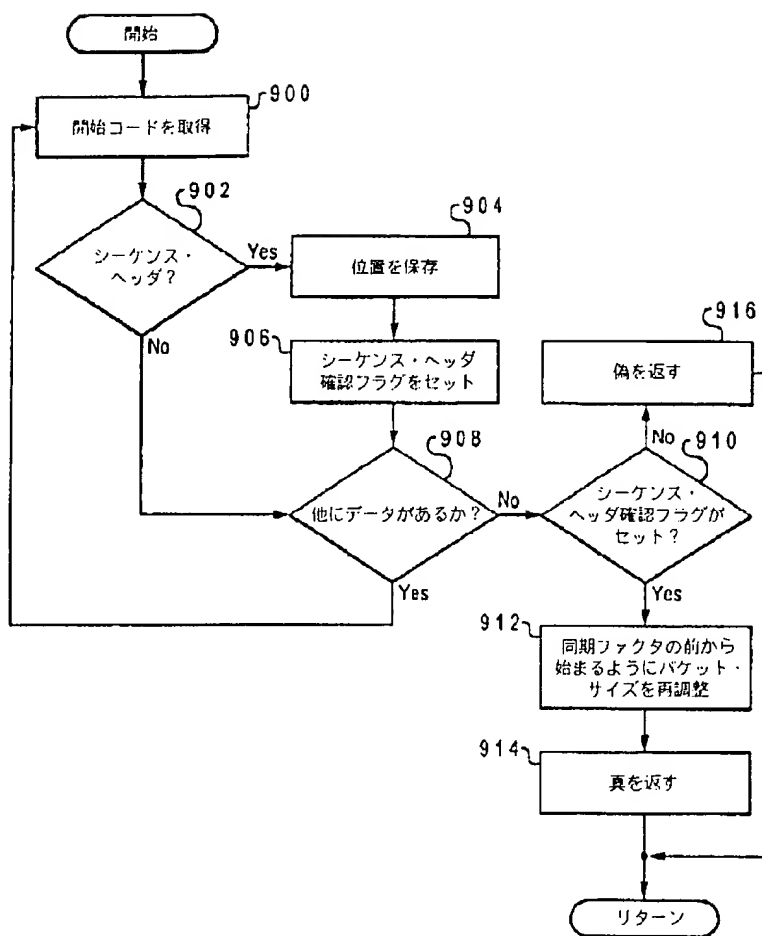 開始
900
開始コードを取得
902
シーケンス・
ヘッダ?
Yes
No
904
位置を保存
906
シーケンス・ヘッダ
確認フラグをセット
908
他にデータがあるか?
No
Yes
916
偽を返す
No
910
シーケンス・
ヘッダ確認フラグが
セット?
Yes
912
同期ファクタの前から
始まるようにパケット・
サイズを再調整
914
真を返す
リターン